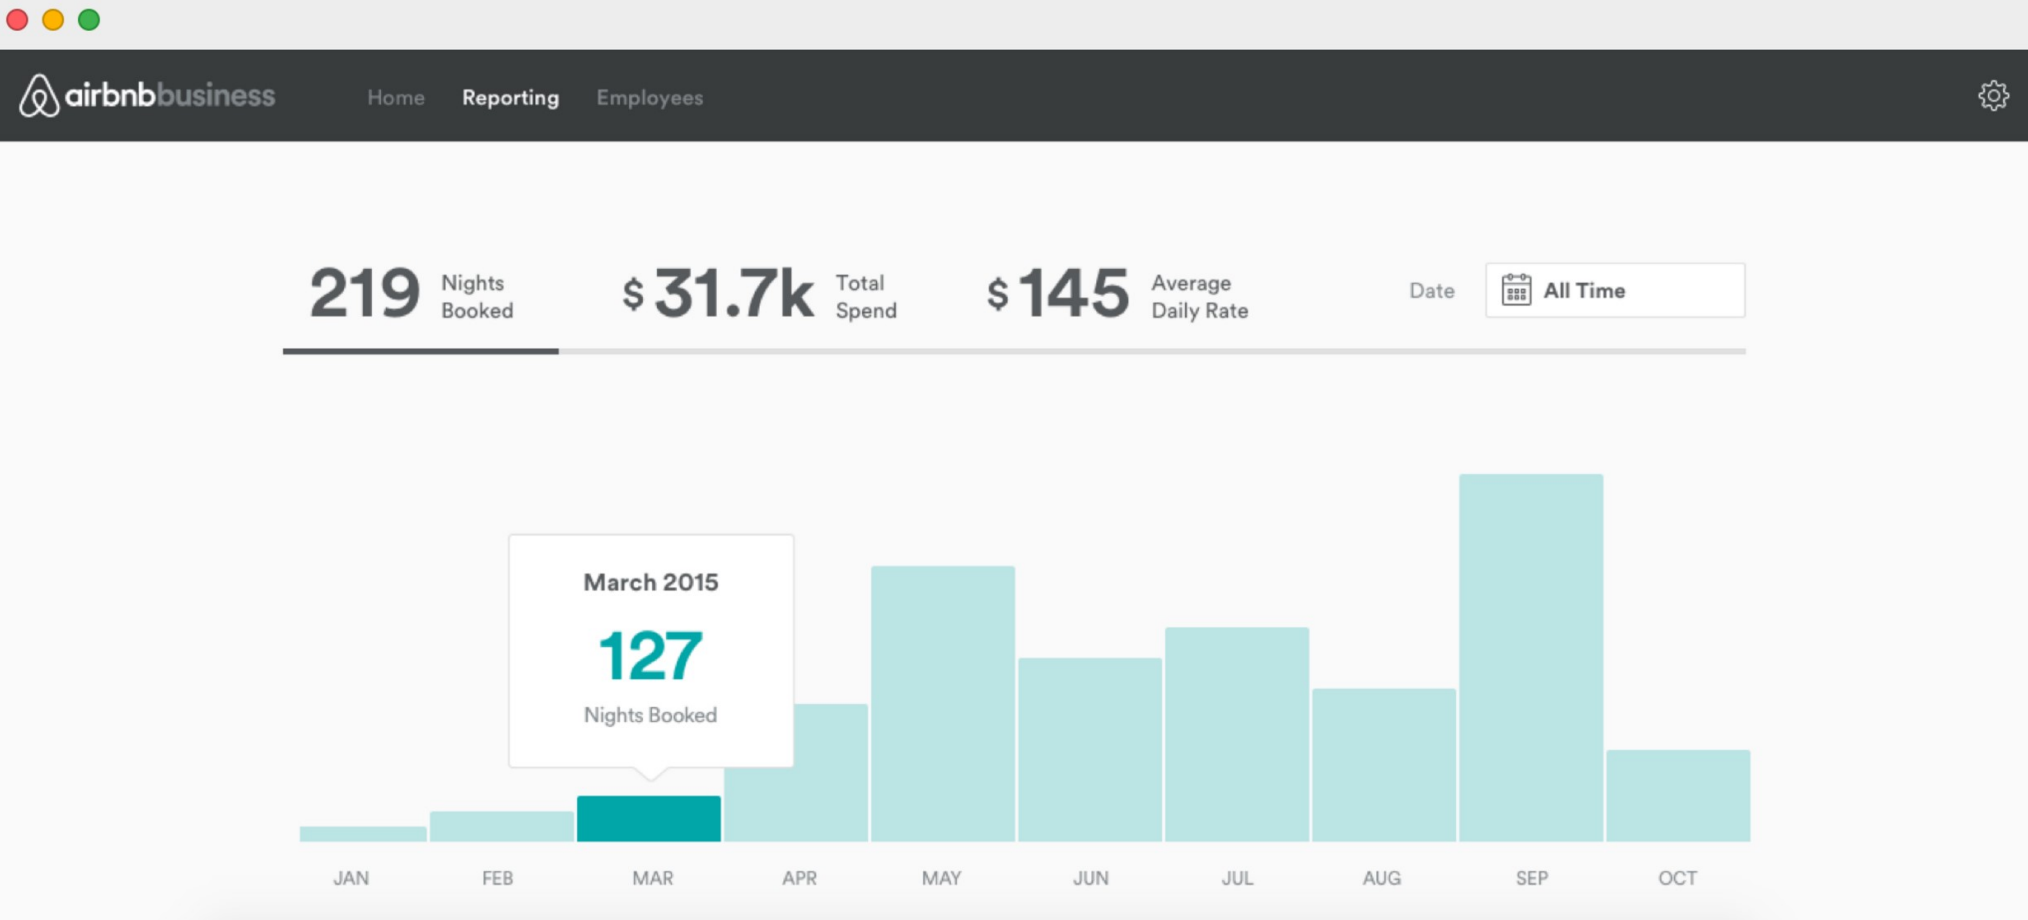 airbnbbusiness Home Reporting Employees
219 Nights Booked
$ 31.7k Total Spend
$ 145 Average Daily Rate
Date All Time
March 2015
127
Nights Booked
JAN FEB MAR APR MAY JUN JUL AUG SEP OCT